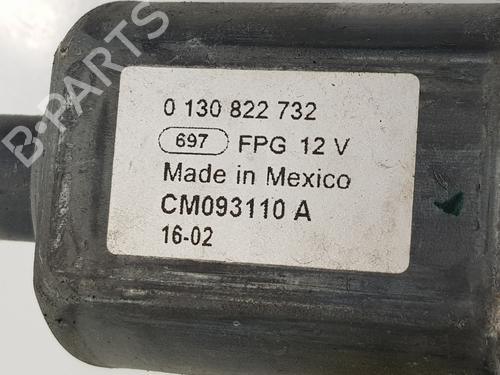 B-PARTS
0 130 822 732
697 FPG 12 V
Made in Mexico
CM093110 A
16-02